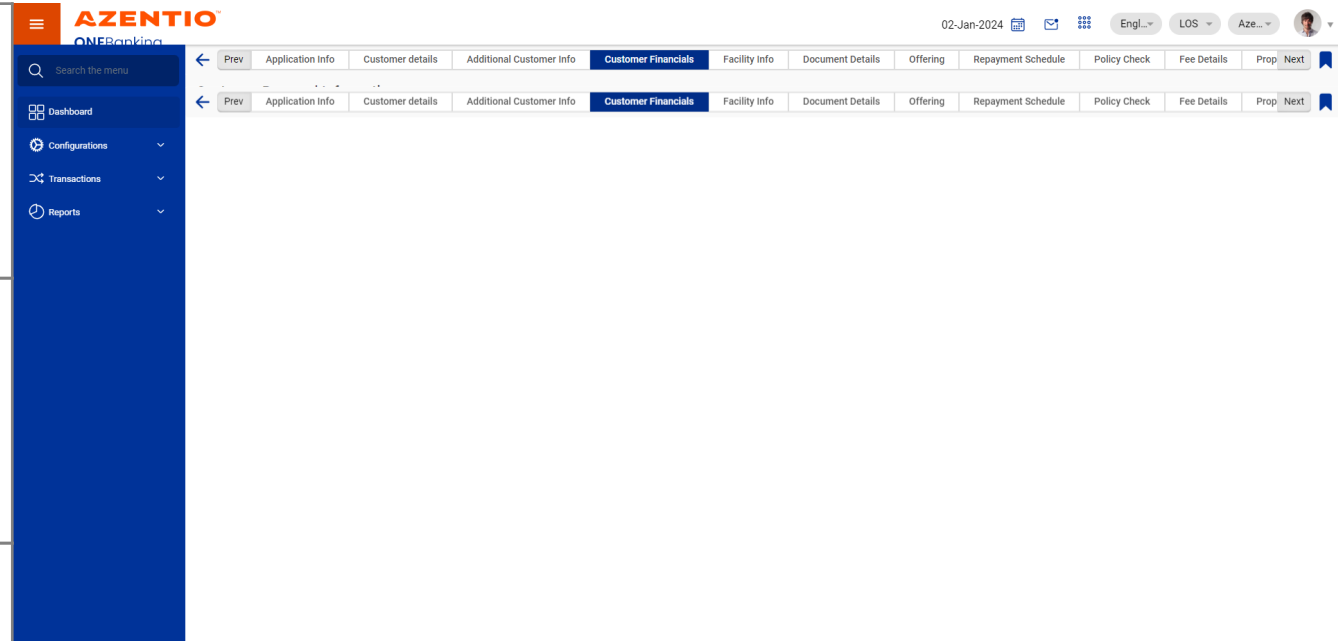 AZENTIO™
ONEBanking
02-Jan-2024
Engl...
LOS
Aze...
Search the menu
Dashboard
Configurations
Transactions
Reports
Prev Application Info Customer details Additional Customer Info Customer Financials Facility Info Document Details Offering Repayment Schedule Policy Check Fee Details Prop Next
Prev Application Info Customer details Additional Customer Info Customer Financials Facility Info Document Details Offering Repayment Schedule Policy Check Fee Details Prop Next